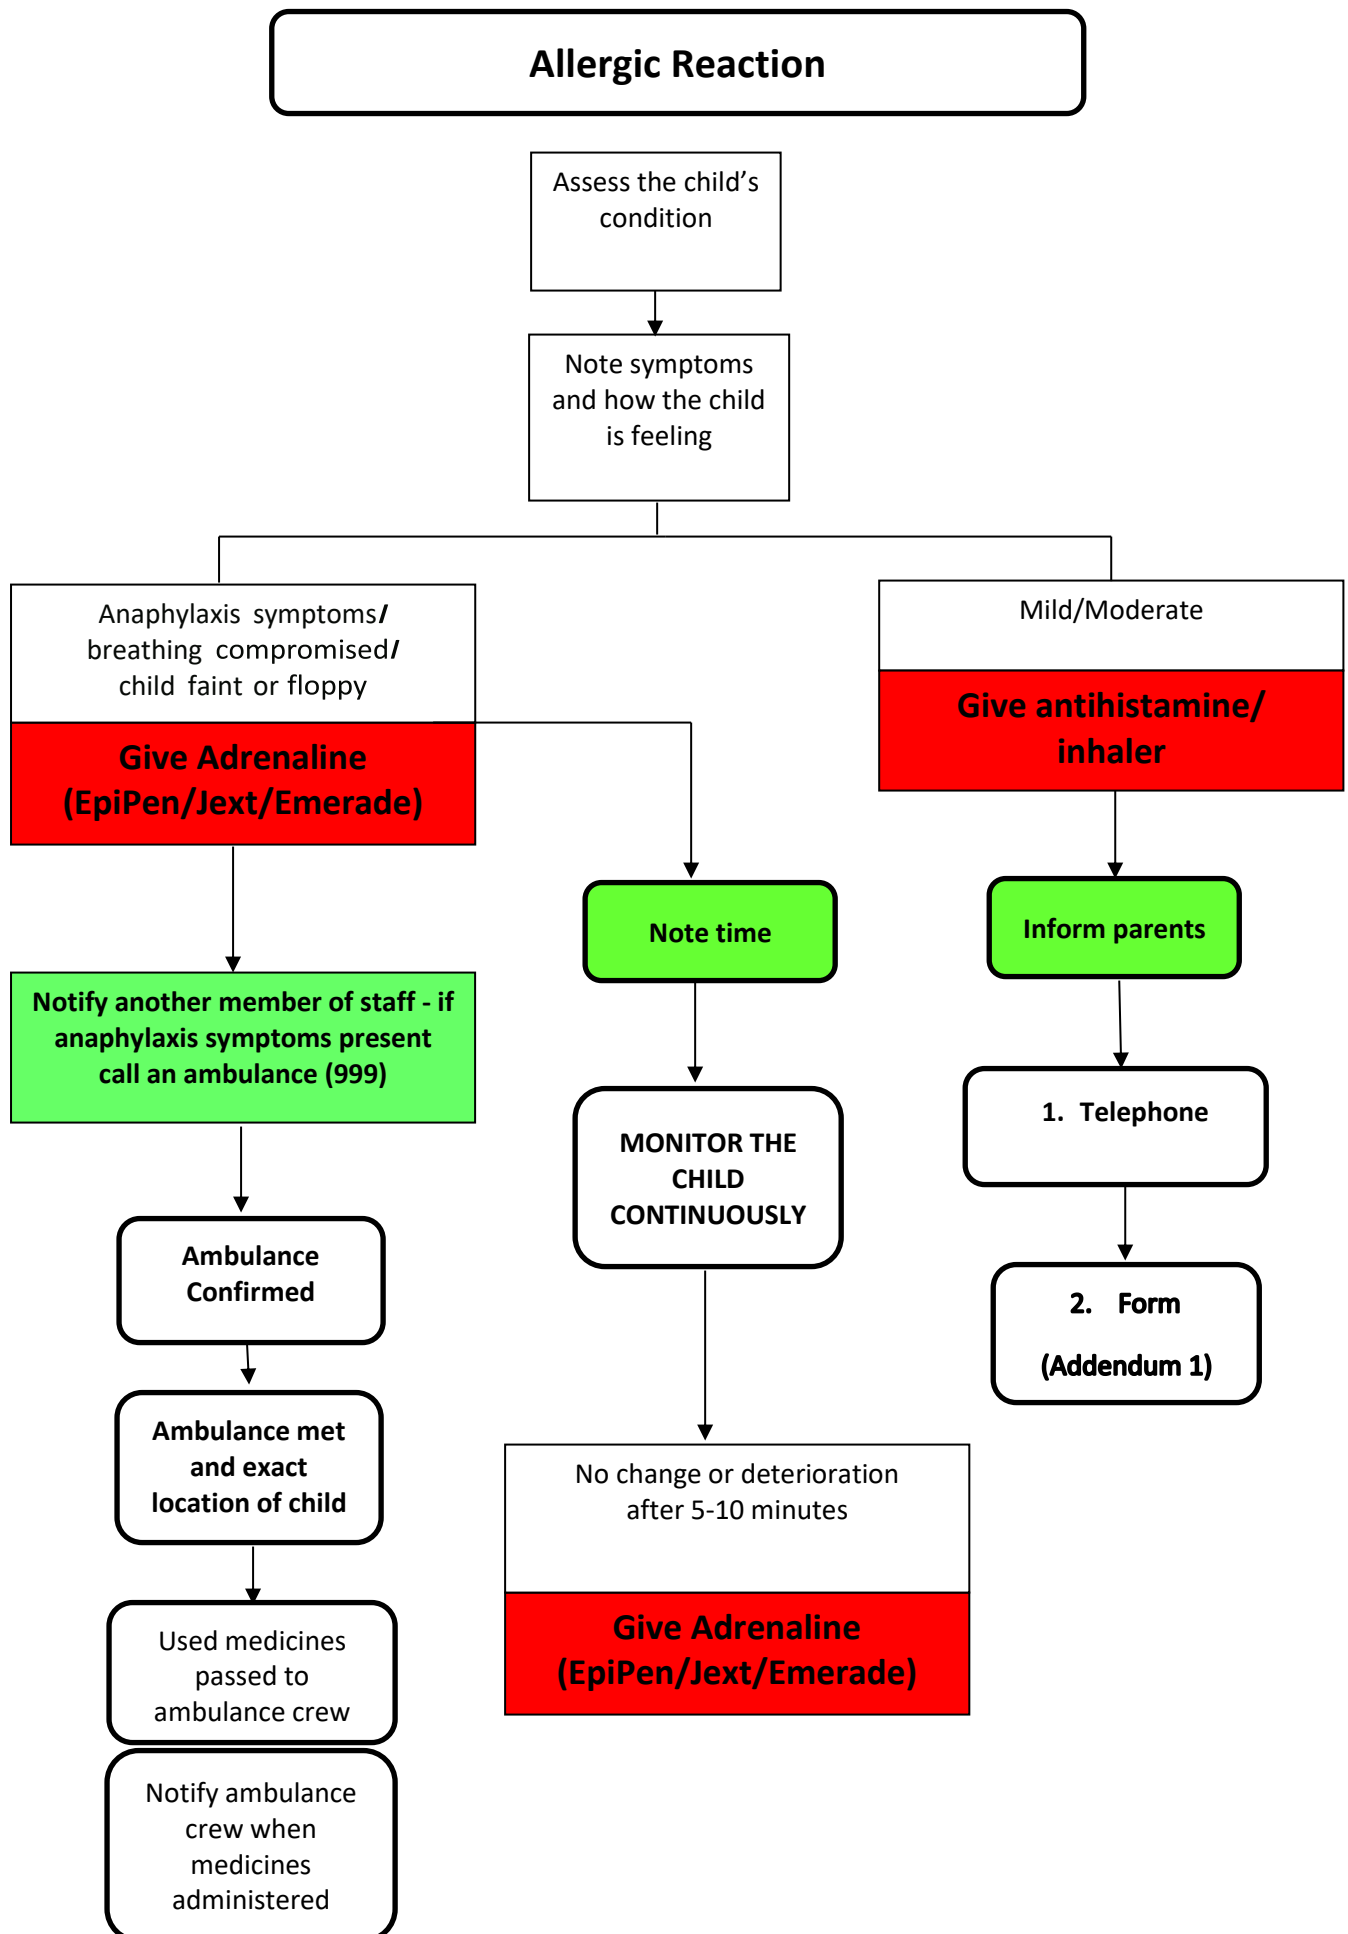 Allergic Reaction
Assess the child’s
condition
Note symptoms
and how the child
is feeling
Anaphylaxis symptoms/
breathing compromised/
child faint or floppy
Give Adrenaline
(EpiPen/Jext/Emerade)
Mild/Moderate
Give antihistamine/
inhaler
Note time
Inform parents
Notify another member of staff - if
anaphylaxis symptoms present
call an ambulance (999)
MONITOR THE
CHILD
CONTINUOUSLY
1. Telephone
Ambulance
Confirmed
2. Form
(Addendum 1)
Ambulance met
and exact
location of child
No change or deterioration
after 5-10 minutes
Give Adrenaline
(EpiPen/Jext/Emerade)
Used medicines
passed to
ambulance crew
Notify ambulance
crew when
medicines
administered